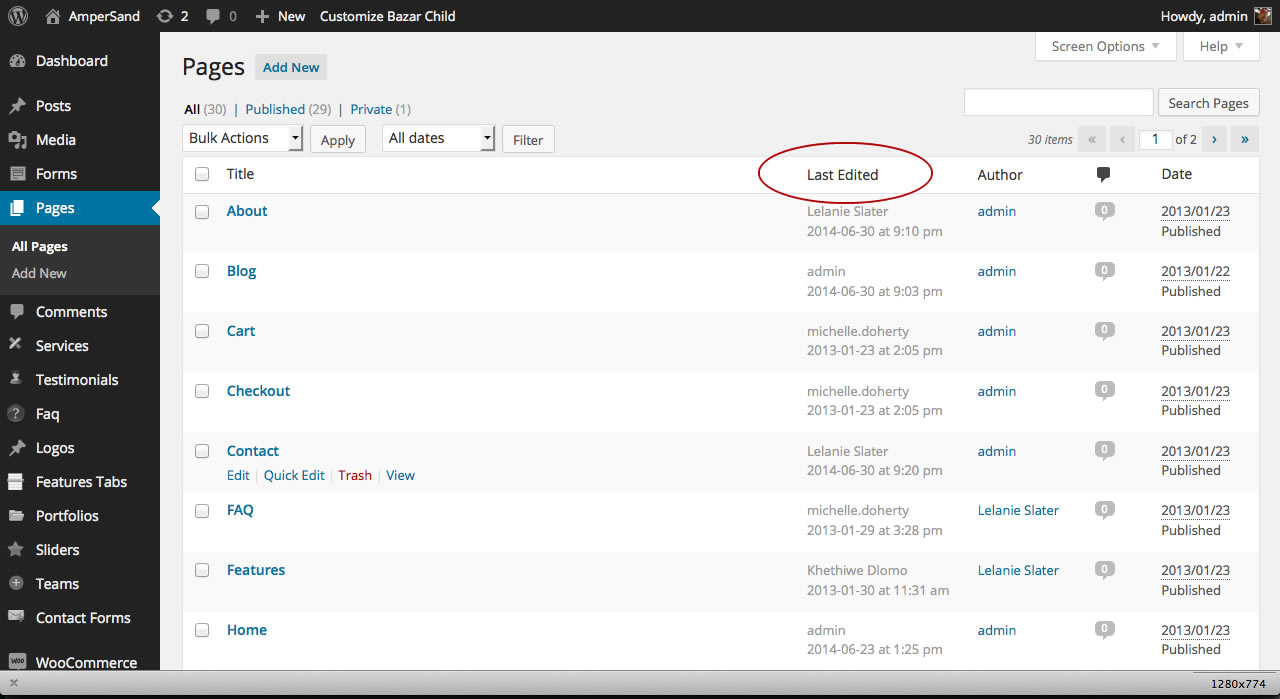 AmperSand 2 0 New Customize Bazar Child Howdy, admin
Dashboard
Posts
Media
Forms
Pages
All Pages
Add New
Comments
Services
Testimonials
Faq
Logos
Features Tabs
Portfolios
Sliders
Teams
Contact Forms
WooCommerce
Screen Options Help
Pages Add New
All (30) | Published (29) | Private (1)
Search Pages
Bulk Actions Apply All dates Filter
30 items « ‹ 1 of 2 › »
Title Last Edited Author Date
About Lelanie Slater admin 0 2013/01/23
2014-06-30 at 9:10 pm Published
Blog admin admin 0 2013/01/22
2014-06-30 at 9:03 pm Published
Cart michelle.doherty admin 0 2013/01/23
2013-01-23 at 2:05 pm Published
Checkout michelle.doherty admin 0 2013/01/23
2013-01-23 at 2:05 pm Published
Contact Lelanie Slater admin 0 2013/01/23
Edit | Quick Edit | Trash | View 2014-06-30 at 9:20 pm Published
FAQ michelle.doherty Lelanie Slater 0 2013/01/23
2013-01-29 at 3:28 pm Published
Features Khethiwe Dlomo Lelanie Slater 0 2013/01/23
2013-01-30 at 11:31 am Published
Home admin admin 0 2013/01/23
2014-06-23 at 1:25 pm Published
1280x774